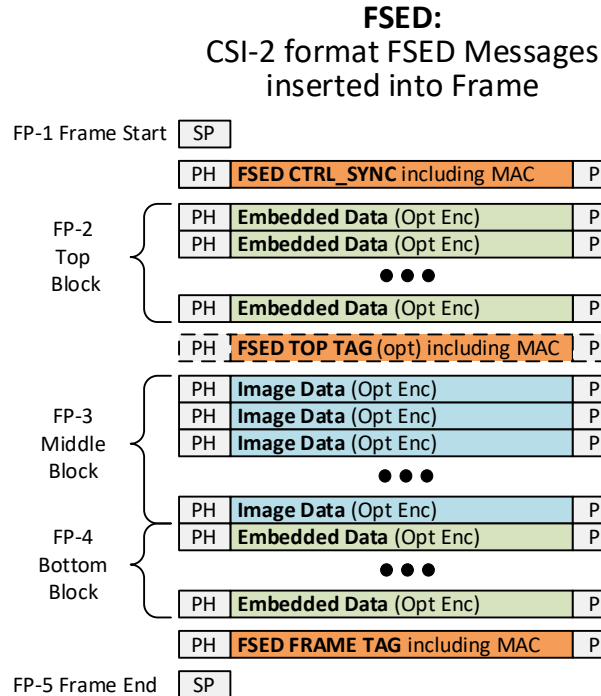 FSED:
CSI-2 format FSED Messages
inserted into Frame
FP-1 Frame Start SP
PH FSED CTRL_SYNC including MAC P
FP-2
Top
Block
PH Embedded Data (Opt Enc) P
PH Embedded Data (Opt Enc) P
PH Embedded Data (Opt Enc) P
PH FSED TOP TAG (opt) including MAC P
FP-3
Middle
Block
PH Image Data (Opt Enc) P
PH Image Data (Opt Enc) P
PH Image Data (Opt Enc) P
PH Image Data (Opt Enc) P
FP-4
Bottom
Block
PH Embedded Data (Opt Enc) P
PH Embedded Data (Opt Enc) P
PH FSED FRAME TAG including MAC P
FP-5 Frame End SP